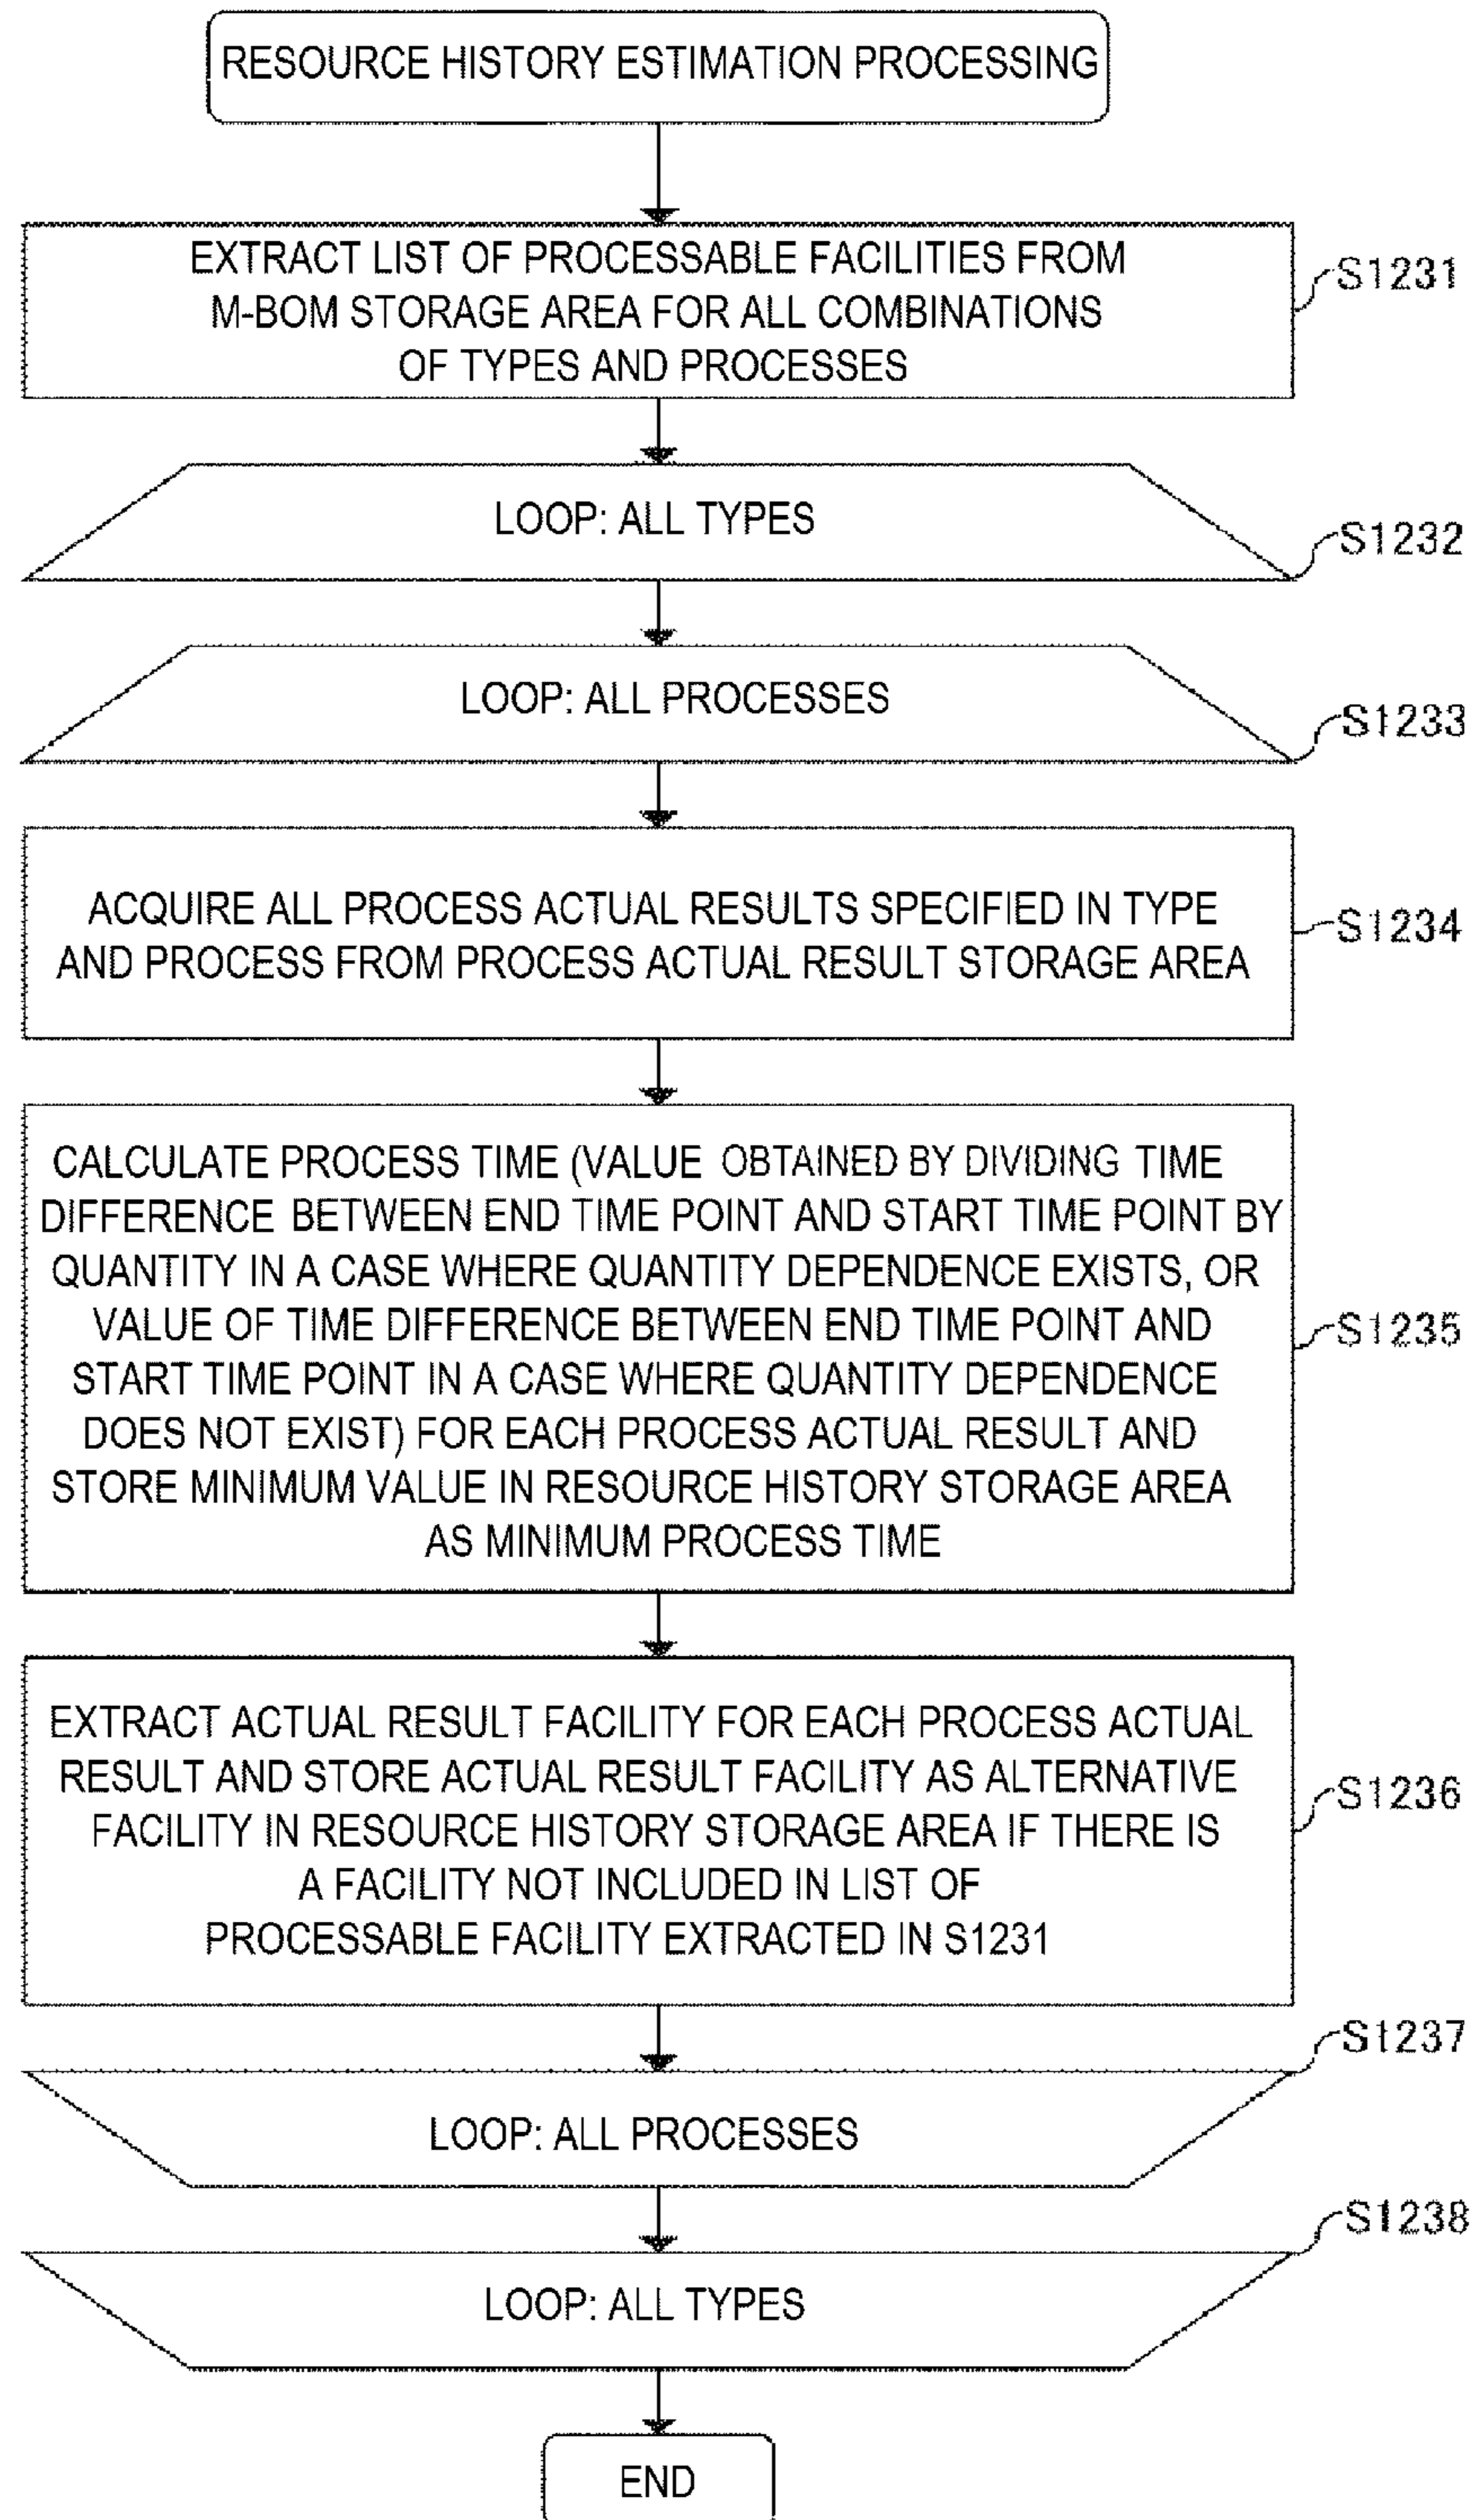 RESOURCE HISTORY ESTIMATION PROCESSING
EXTRACT LIST OF PROCESSABLE FACILITIES FROM
M-BOM STORAGE AREA FOR ALL COMBINATIONS
OF TYPES AND PROCESSES
S1231
LOOP: ALL TYPES
S1232
LOOP: ALL PROCESSES
S1233
ACQUIRE ALL PROCESS ACTUAL RESULTS SPECIFIED IN TYPE
AND PROCESS FROM PROCESS ACTUAL RESULT STORAGE AREA
S1234
CALCULATE PROCESS TIME (VALUE OBTAINED BY DIVIDING TIME
DIFFERENCE BETWEEN END TIME POINT AND START TIME POINT BY
QUANTITY IN A CASE WHERE QUANTITY DEPENDENCE EXISTS, OR
VALUE OF TIME DIFFERENCE BETWEEN END TIME POINT AND
START TIME POINT IN A CASE WHERE QUANTITY DEPENDENCE
DOES NOT EXIST) FOR EACH PROCESS ACTUAL RESULT AND
STORE MINIMUM VALUE IN RESOURCE HISTORY STORAGE AREA
AS MINIMUM PROCESS TIME
S1235
EXTRACT ACTUAL RESULT FACILITY FOR EACH PROCESS ACTUAL
RESULT AND STORE ACTUAL RESULT FACILITY AS ALTERNATIVE
FACILITY IN RESOURCE HISTORY STORAGE AREA IF THERE IS
A FACILITY NOT INCLUDED IN LIST OF
PROCESSABLE FACILITY EXTRACTED IN S1231
S1236
LOOP: ALL PROCESSES
S1237
LOOP: ALL TYPES
S1238
END